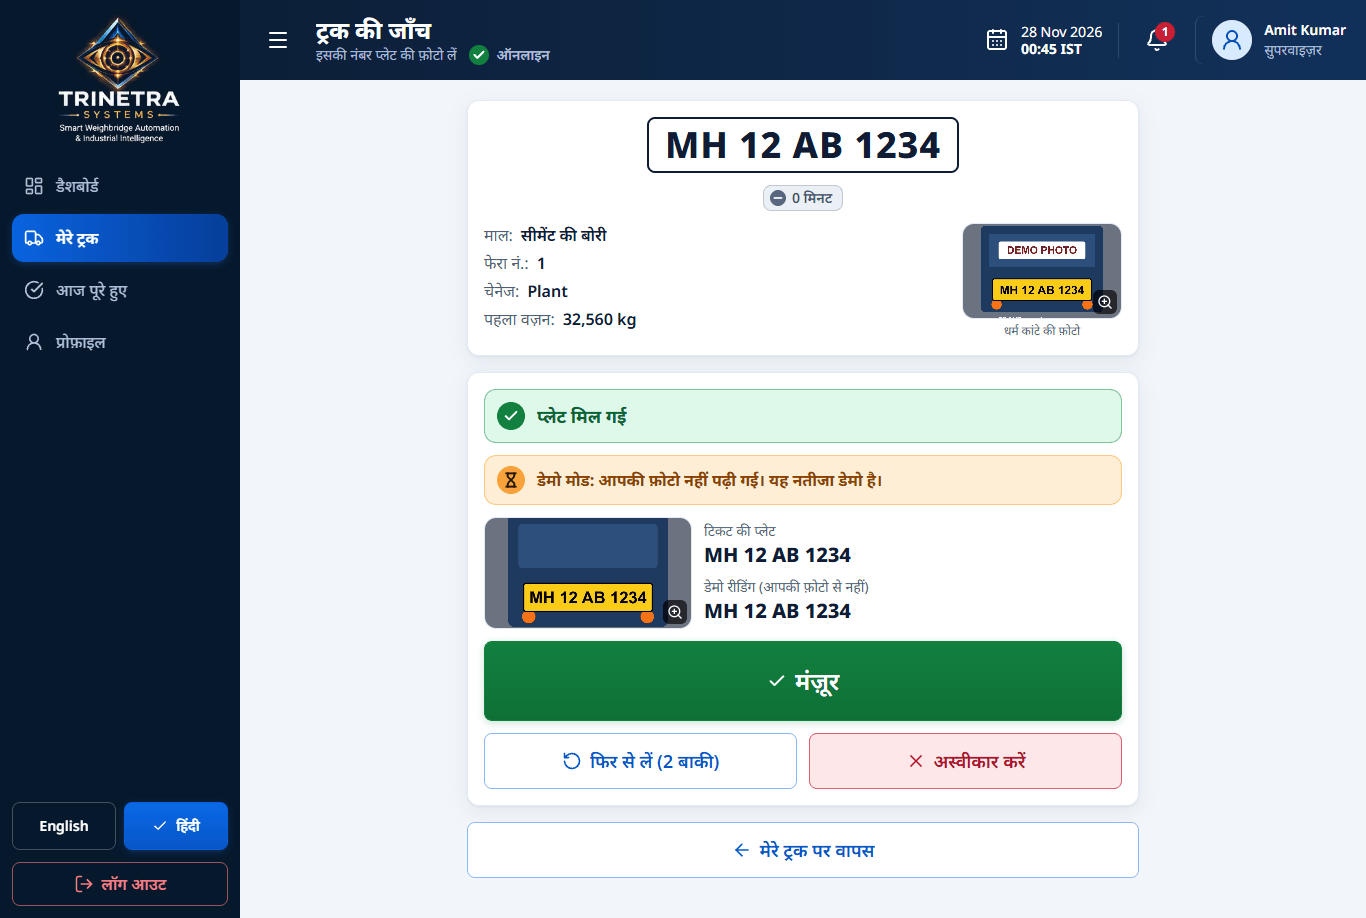 TRINETRA
SYSTEMS
Smart Weighbridge Automation
& Industrial Intelligence
डैशबोर्ड
मेरे ट्रक
आज पूरे हुए
प्रोफ़ाइल
English
हिंदी
लॉग आउट
ट्रक की जाँच
इसकी नंबर प्लेट की फ़ोटो लें
ऑनलाइन
28 Nov 2026
00:45 IST
1
Amit Kumar
सुपरवाइज़र
MH 12 AB 1234
0 मिनट
माल: सीमेंट की बोरी
फेरा नं.: 1
चेनेज: Plant
पहला वज़न: 32,560 kg
DEMO PHOTO
MH 12 AB 1234
धर्म कांटे की फ़ोटो
प्लेट मिल गई
डेमो मोड: आपकी फ़ोटो नहीं पढ़ी गई। यह नतीजा डेमो है।
MH 12 AB 1234
टिकट की प्लेट
MH 12 AB 1234
डेमो रीडिंग (आपकी फ़ोटो से नहीं)
MH 12 AB 1234
मंज़ूर
फिर से लें (2 बाकी)
अस्वीकार करें
मेरे ट्रक पर वापस